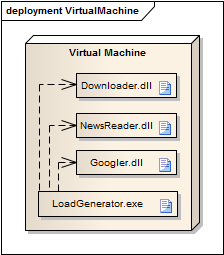 deployment VirtualMachine
Virtual Machine
Downloader.dll
NewsReader.dll
Googler.dll
LoadGenerator.exe